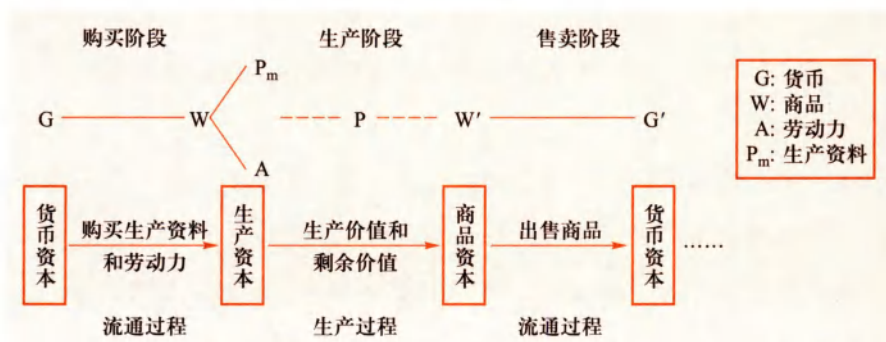 购买阶段 生产阶段 售卖阶段
Pm
G W P W′ G′
A
G: 货币
W: 商品
A: 劳动力
Pm: 生产资料
货币资本
购买生产资料
和劳动力
生产资本
生产价值和
剩余价值
商品资本
出售商品
货币资本
……
流通过程 生产过程 流通过程